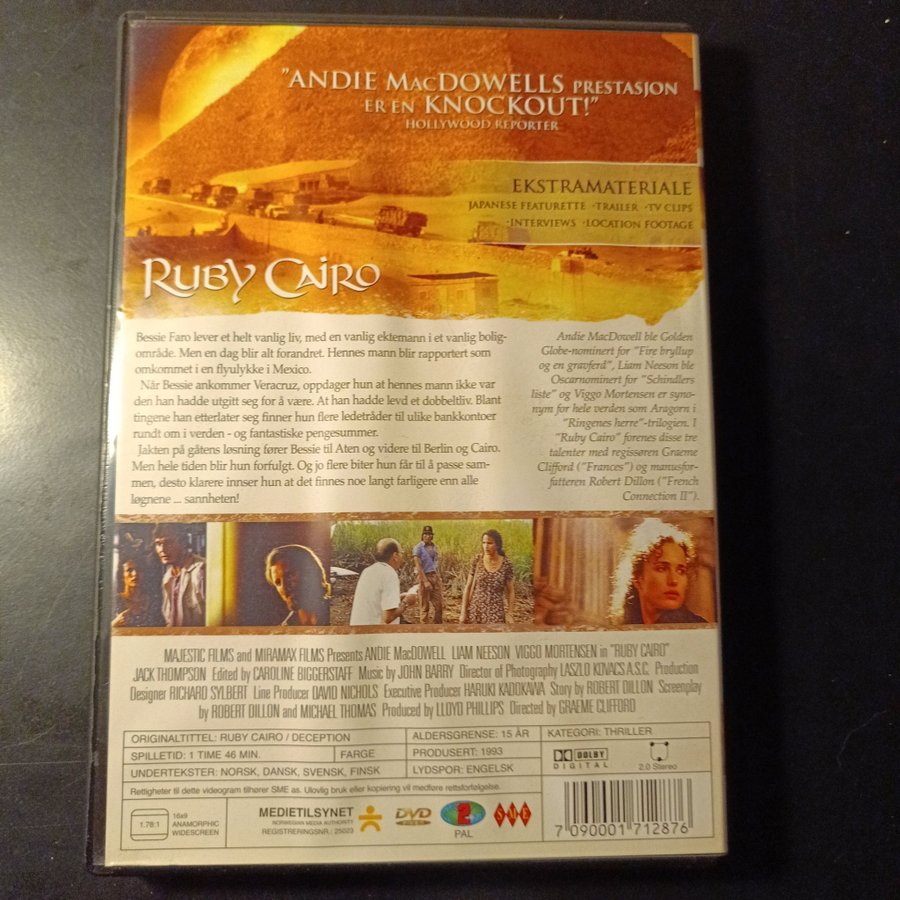 "ANDIE MACDOWELLS PRESTASJON
ER EN KNOCKOUT!"
HOLLYWOOD REPORTER
EKSTRAMATERIALE
JAPANESE FEATURETTE ·TRAILER ·TV CLIPS
·INTERVIEWS ·LOCATION FOOTAGE
RUBY CAIRO
Bessie Faro lever et helt vanlig liv, med en vanlig ektemann i et vanlig bolig-
område. Men en dag blir alt forandret. Hennes mann blir rapportert som
omkommet i en flyulykke i Mexico.
Når Bessie ankommer Veracruz, oppdager hun at hennes mann ikke var
den han hadde utgitt seg for å være. At han hadde levd et dobbeltliv. Blant
tingene han etterlater seg finner hun flere ledetråder til ulike bankkontoer
rundt om i verden - og fantastiske pengesummer.
Jakten på gåtens løsning fører Bessie til Aten og videre til Berlin og Cairo.
Men hele tiden blir hun forfulgt. Og jo flere biter hun får til å passe sam-
men, desto klarere innser hun at det finnes noe langt farligere enn alle
løgnene ... sannheten!
Andie MacDowell ble Golden
Globe-nominert for "Fire bryllup
og en gravferd", Liam Neeson ble
Oscarnominert for "Schindlers
liste" og Viggo Mortensen er syno-
nym for hele verden som Aragorn i
"Ringenes herre"-trilogien. I
"Ruby Cairo" forenes disse tre
talenter med regissøren Graeme
Clifford ("Frances") og manusfor-
fatteren Robert Dillon ("French
Connection II").
MAJESTIC FILMS and MIRAMAX FILMS Presents ANDIE MacDOWELL LIAM NEESON VIGGO MORTENSEN in "RUBY CAIRO"
JACK THOMPSON Edited by CAROLINE BIGGERSTAFF Music by JOHN BARRY Director of Photography LASZLO KOVACS A.S.C. Production
Designer RICHARD SYLBERT Line Producer DAVID NICHOLS Executive Producer HARUKI KADOKAWA Story by ROBERT DILLON Screenplay
by ROBERT DILLON and MICHAEL THOMAS Produced by LLOYD PHILLIPS Directed by GRAEME CLIFFORD
ORIGINALTITTEL: RUBY CAIRO / DECEPTION ALDERSGRENSE: 15 ÅR KATEGORI: THRILLER
SPILLETID: 1 TIME 46 MIN. FARGE PRODUSERT: 1993
UNDERTEKSTER: NORSK, DANSK, SVENSK, FINSK LYDSPOR: ENGELSK
DOLBY
DIGITAL
2.0 Stereo
Rettigheter til dette videogram tilhører SME as. Ulovlig bruk eller kopiering vil medføre rettsforfølgelse.
1.78:1
16x9
ANAMORPHIC
WIDESCREEN
MEDIETILSYNET
NORWEGIAN MEDIA AUTHORITY
REGISTRERINGSNR.: 25023
DVD
VIDEO
2
PAL
SME
7 090001 712876